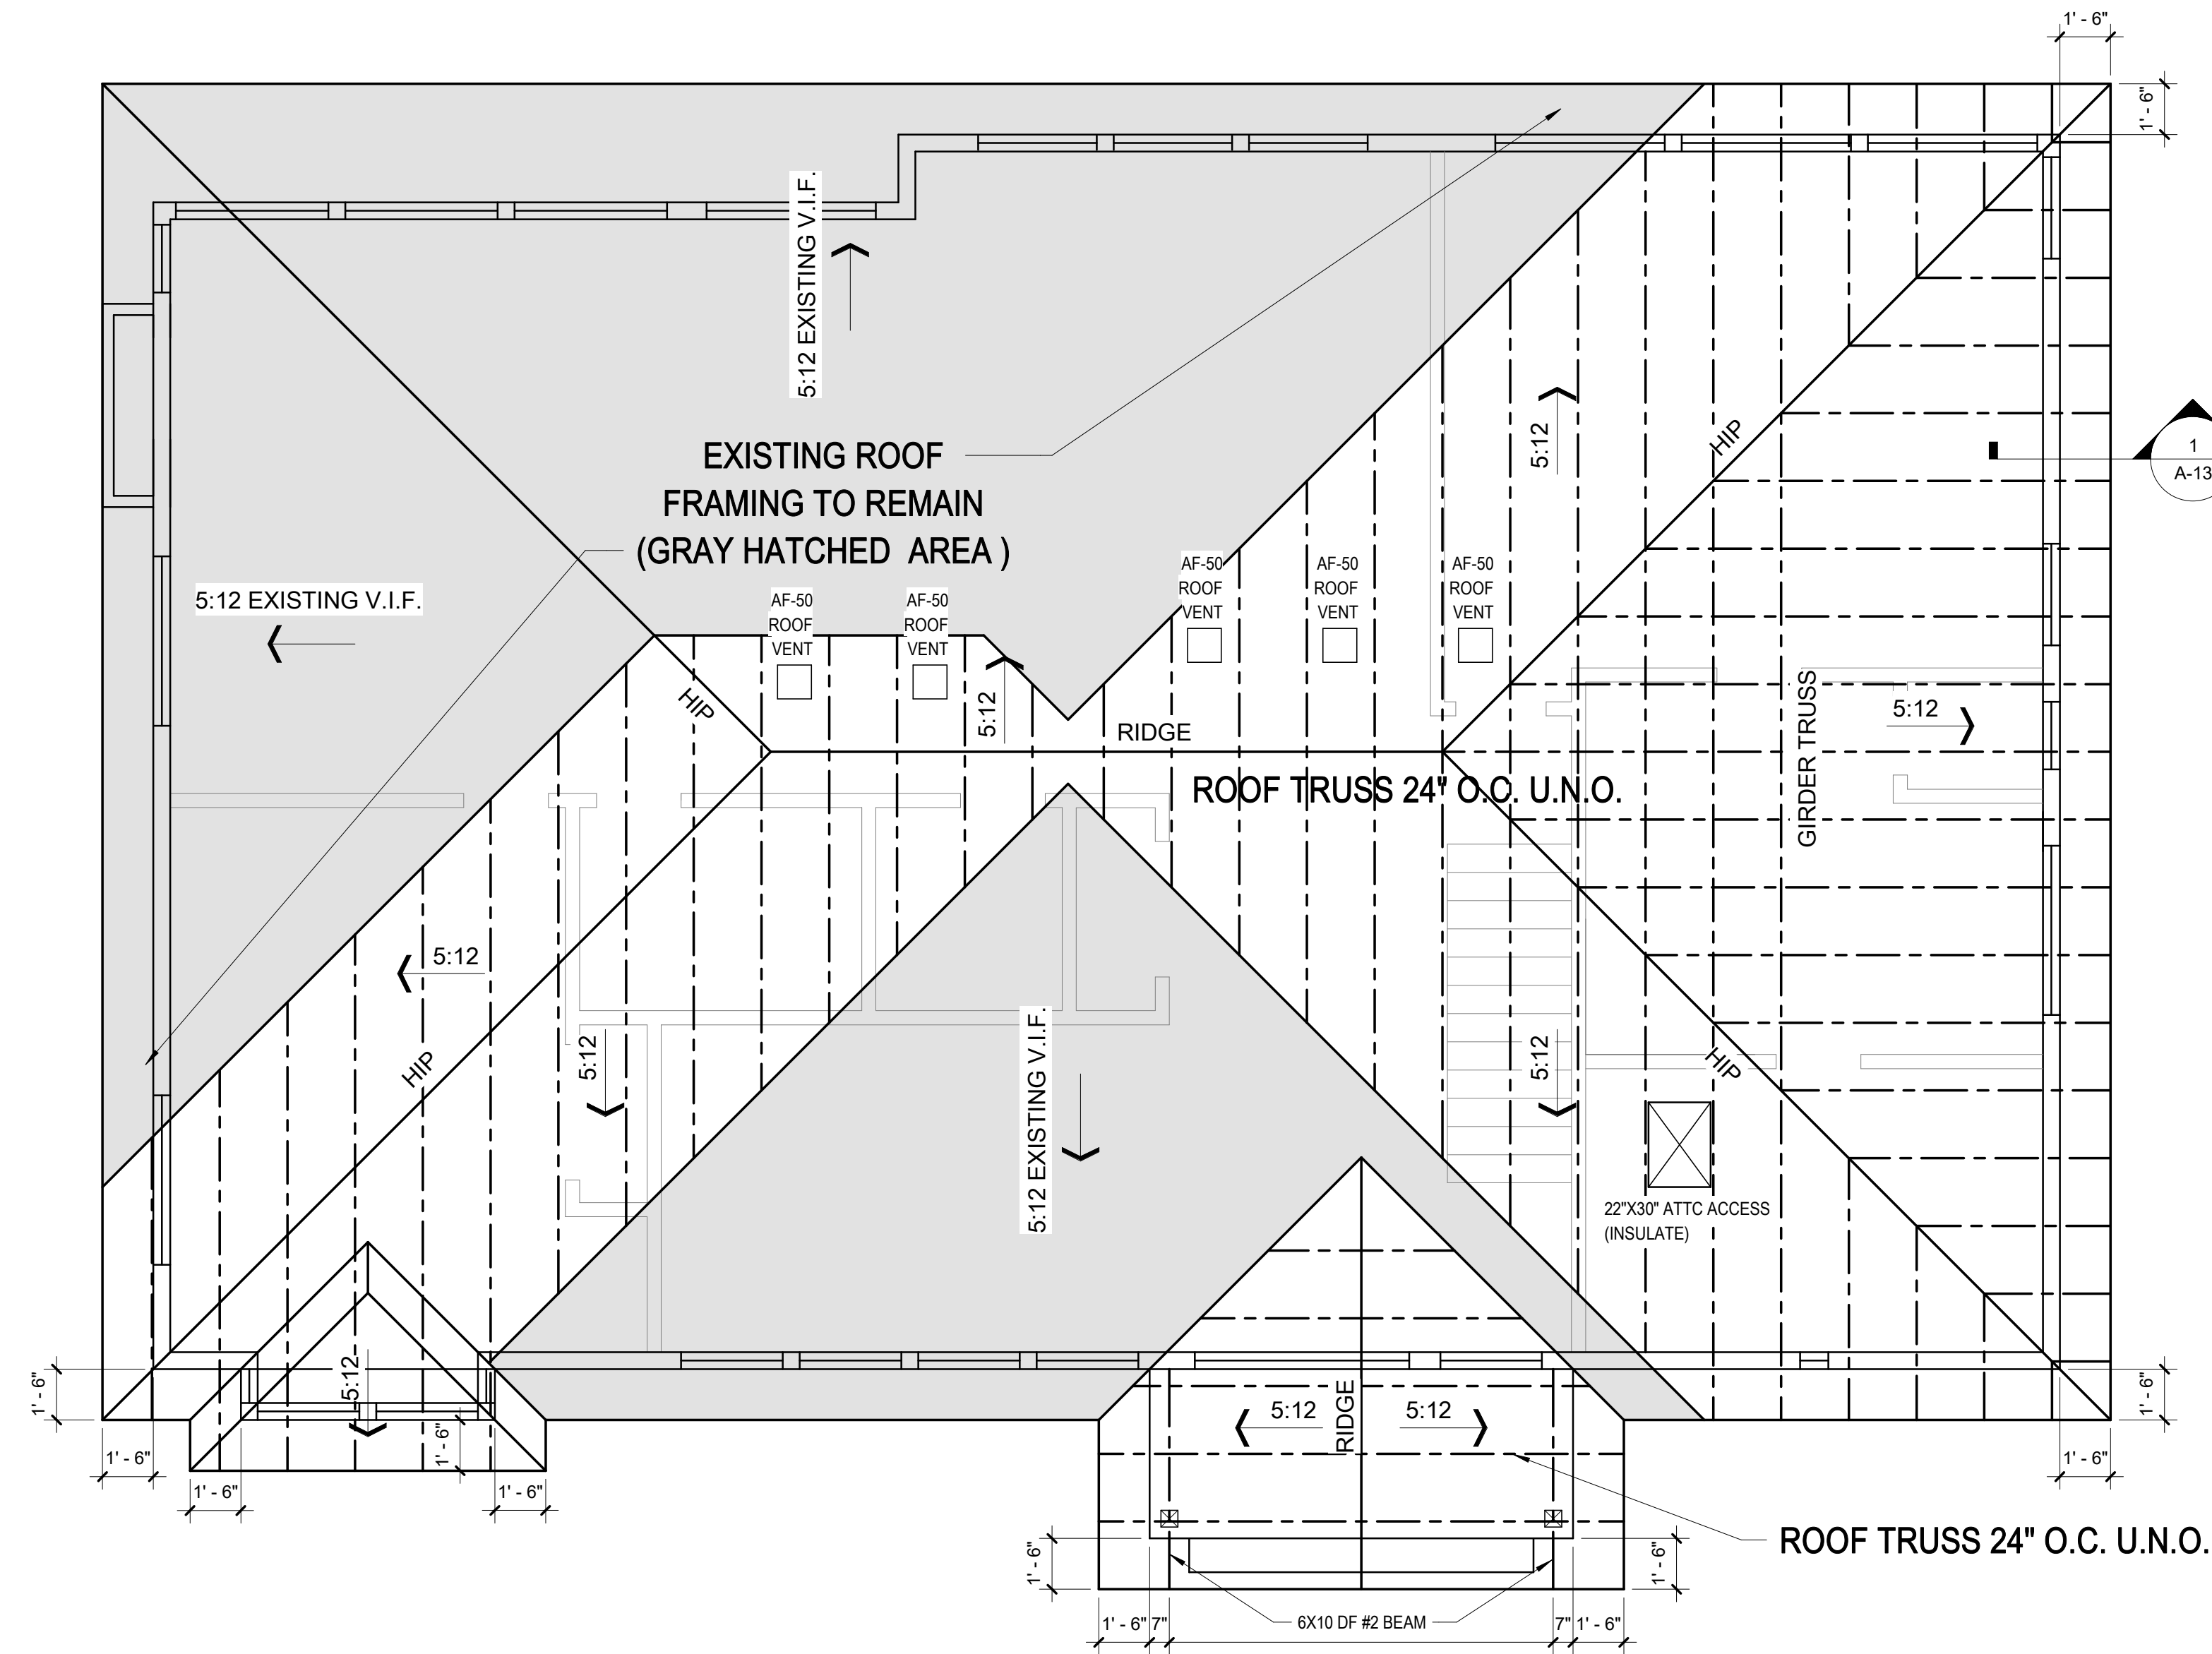 1' - 6"
1' - 6"
5:12 EXISTING V.I.F.
EXISTING ROOF
FRAMING TO REMAIN
(GRAY HATCHED AREA )
5:12
HIP
1
A-13
5:12 EXISTING V.I.F.
AF-50
ROOF
VENT
AF-50
ROOF
VENT
AF-50
ROOF
VENT
AF-50
ROOF
VENT
AF-50
ROOF
VENT
HIP
5:12
RIDGE
5:12
GIRDER TRUSS
ROOF TRUSS 24" O.C. U.N.O.
5:12
HIP
5:12
5:12 EXISTING V.I.F.
5:12
HIP
22"X30" ATTC ACCESS
(INSULATE)
5:12
1' - 6"
1' - 6"
1' - 6"
5:12
RIDGE
5:12
1' - 6"
1' - 6"
1' - 6"
1' - 6"
1' - 6"
ROOF TRUSS 24" O.C. U.N.O.
1' - 6"
1' - 6"
1' - 6"
7"
6X10 DF #2 BEAM
7"
1' - 6"